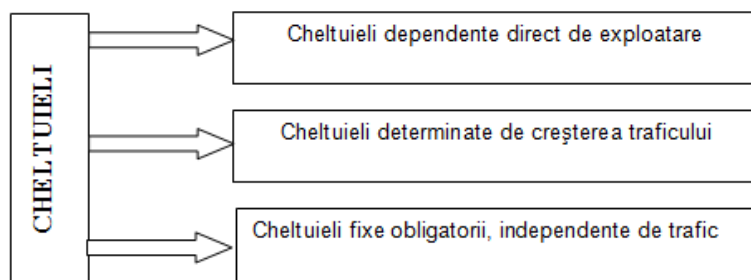 CHELTUIELI
Cheltuieli dependente direct de exploatare
Cheltuieli determinate de creşterea traficului
Cheltuieli fixe obligatorii, independente de trafic